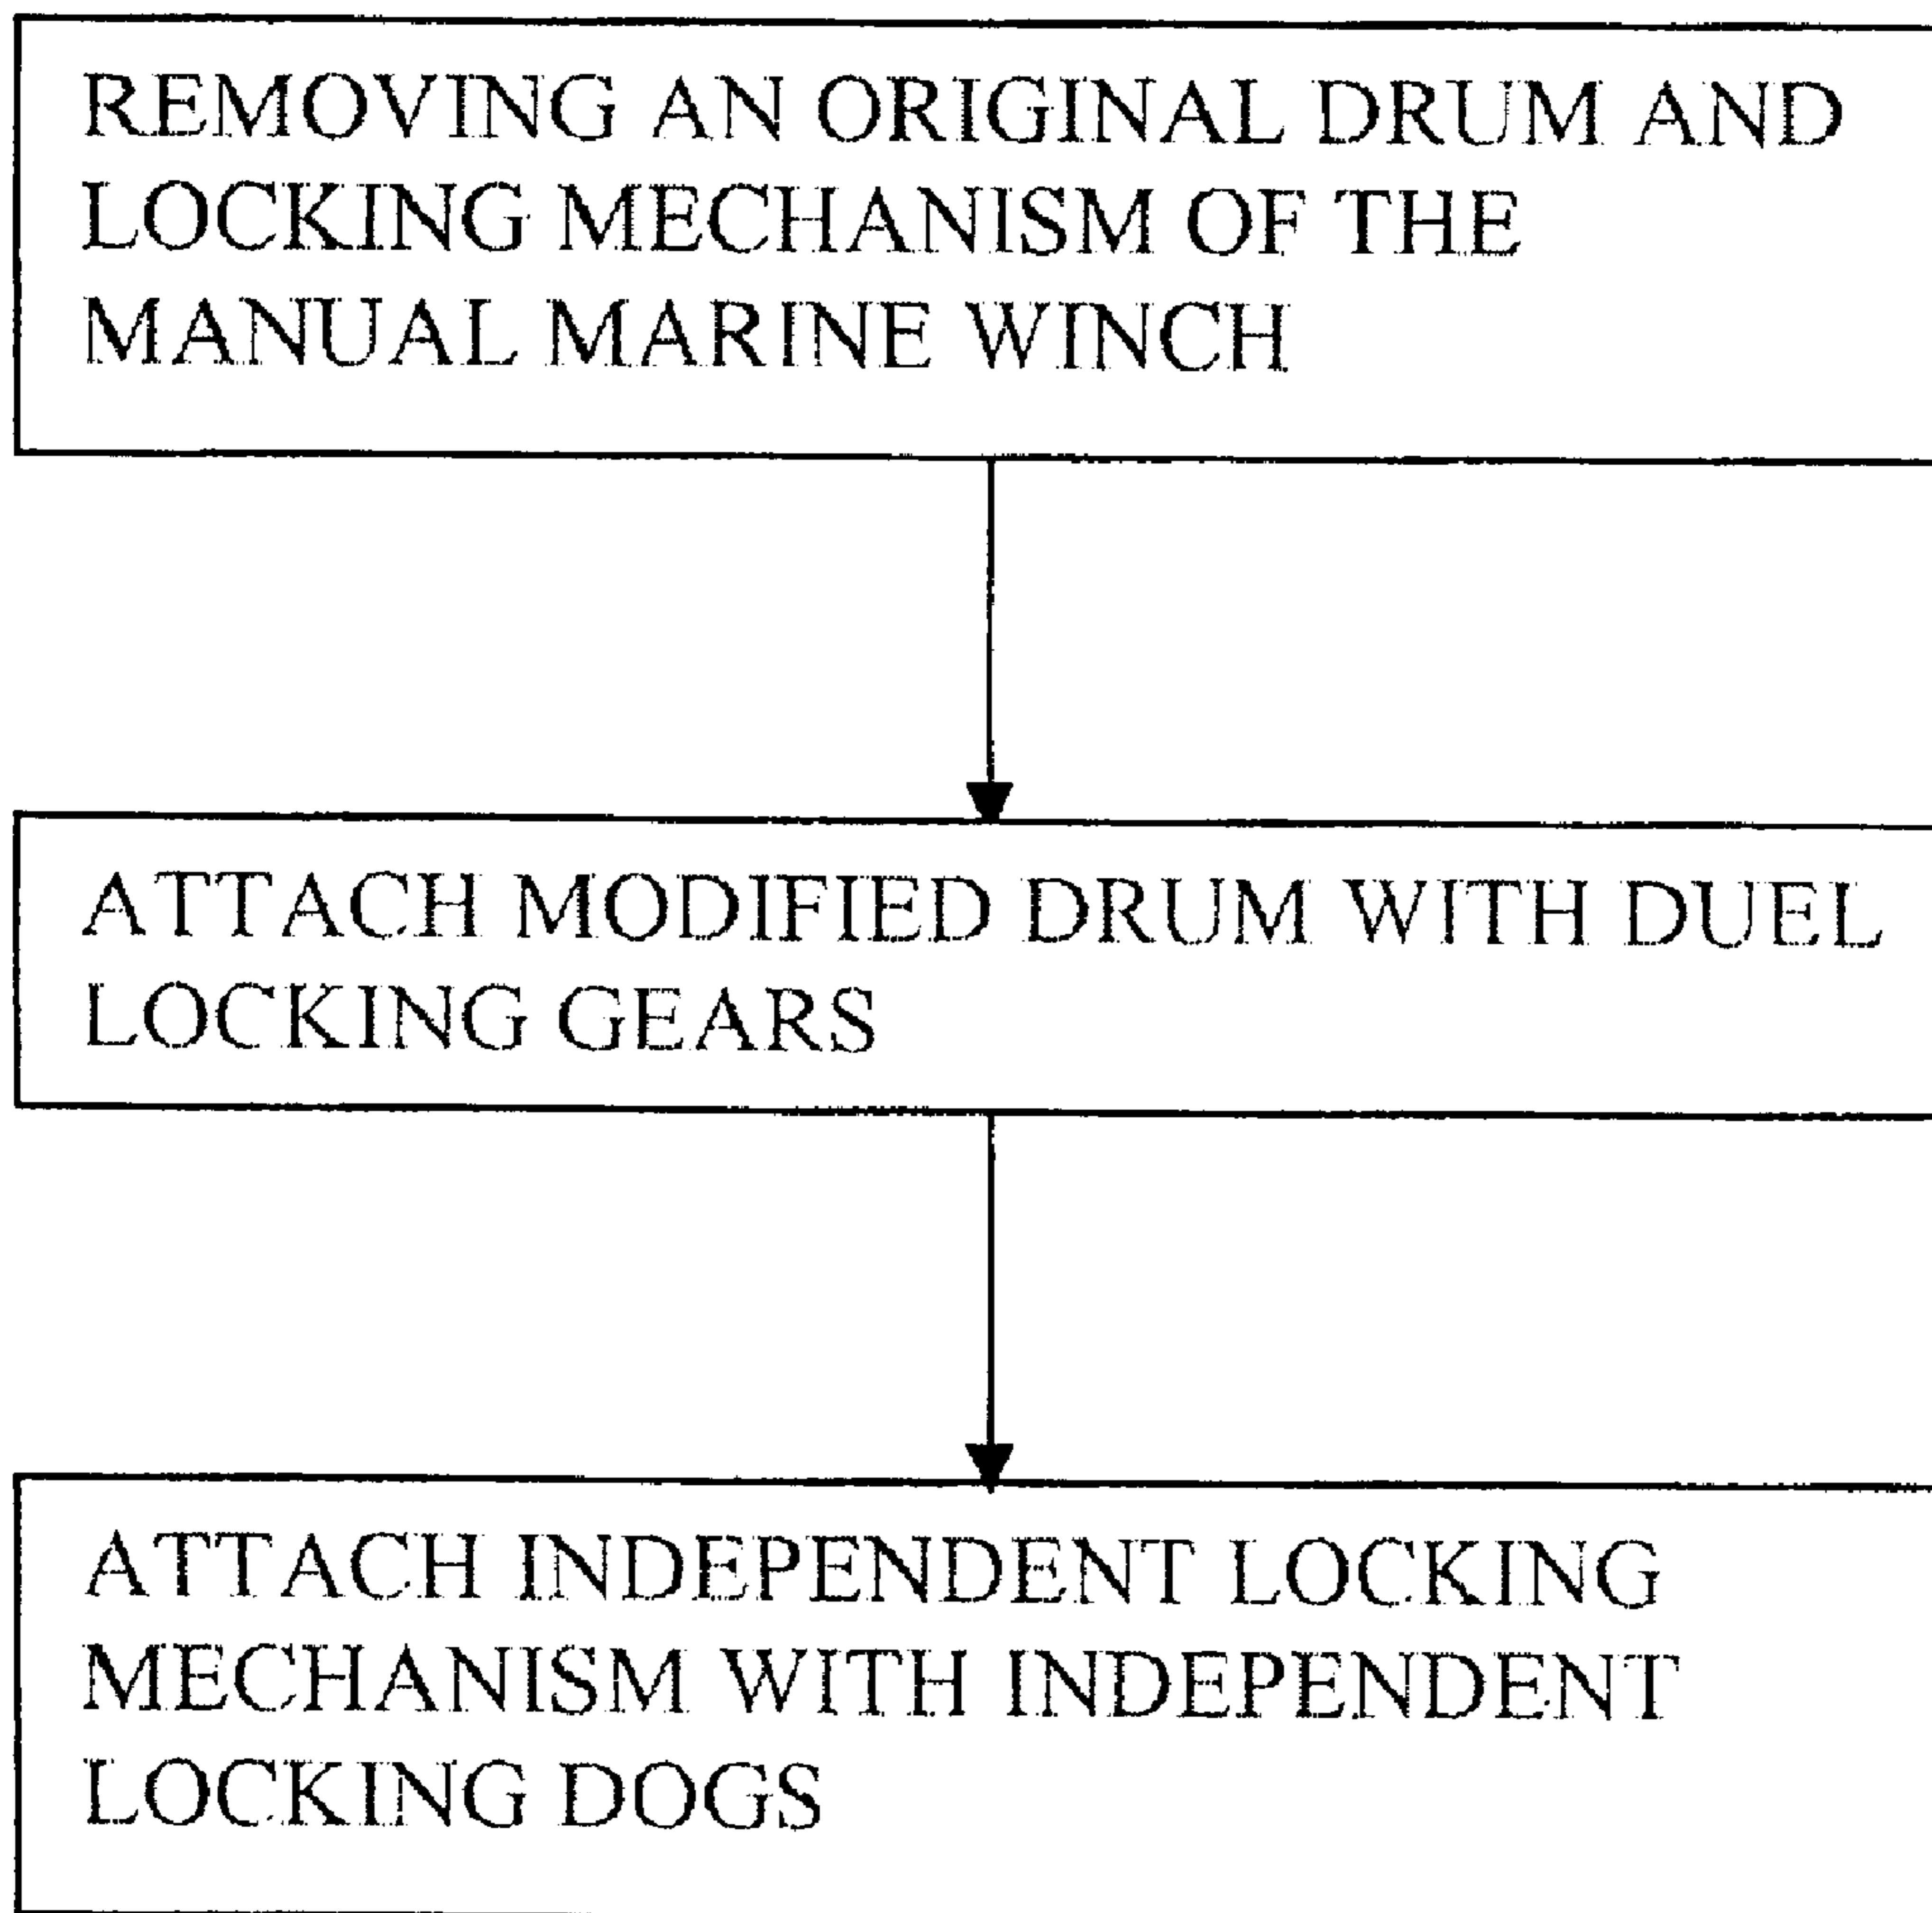 REMOVING AN ORIGINAL DRUM AND
LOCKING MECHANISM OF THE
MANUAL MARINE WINCH
ATTACH MODIFIED DRUM WITH DUEL
LOCKING GEARS
ATTACH INDEPENDENT LOCKING
MECHANISM WITH INDEPENDENT
LOCKING DOGS